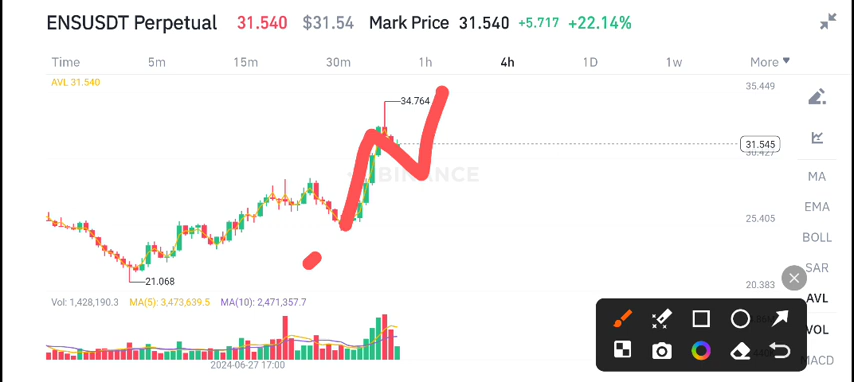 ENSUSDT Perpetual 31.540 $31.54 Mark Price 31.540 +5.717 +22.14%
Time 5m 15m 30m 1h 4h 1D 1w More
AVL 31.540
35.449
34.764
31.545
30.427
BINANCE
MA
EMA
25.405
BOLL
SAR
21.068
20.383
AVL
Vol: 1,428,190.3 MA(5): 3,473,639.5 MA(10): 2,471,357.7
VOL
MACD
2024-06-27 17:00